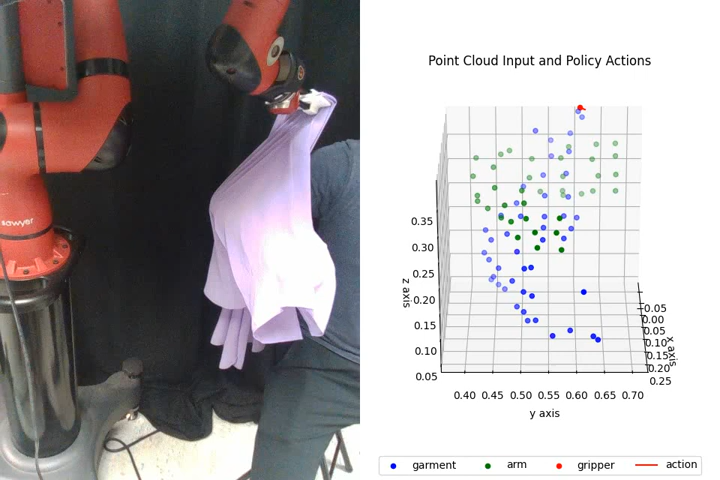 sawyer
Point Cloud Input and Policy Actions
0.35
0.30
0.25
0.20
0.15
0.10
0.05
z axis
0.40 0.45 0.50 0.55 0.60 0.65 0.70
y axis
0.05
0.00
0.05
0.10
0.15
0.20
0.25
x axis
garment arm gripper action